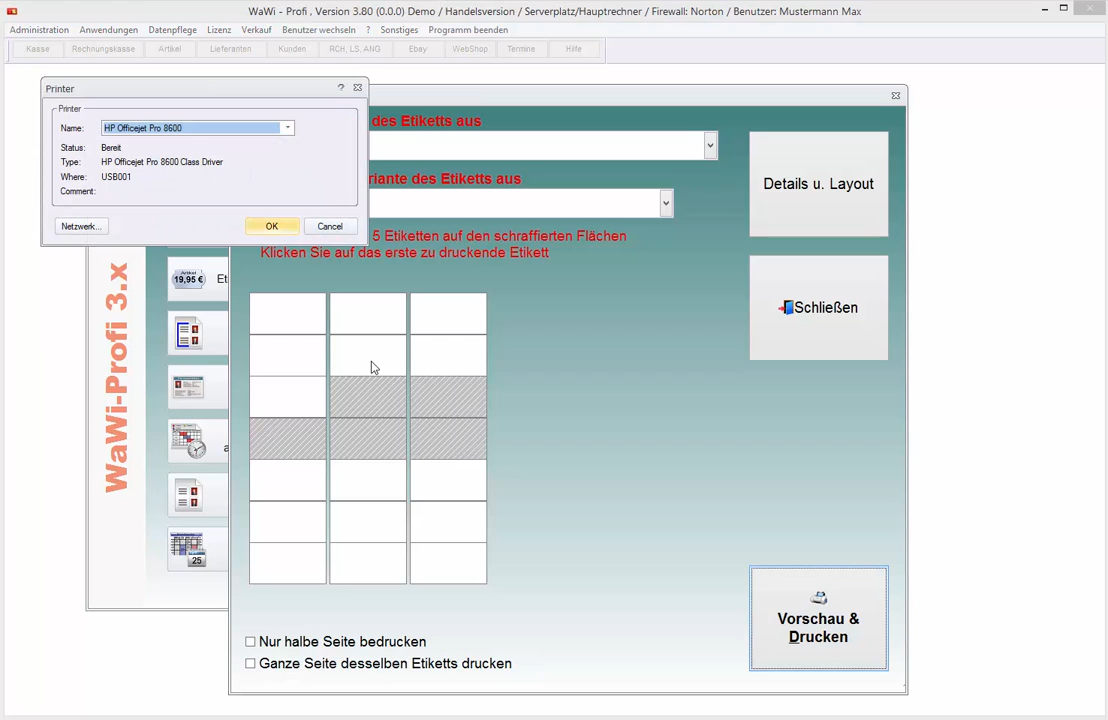 WaWi - Profi , Version 3.80 (0.0.0) Demo / Handelsversion / Serverplatz/Hauptrechner / Firewall: Norton / Benutzer: Mustermann Max
Administration Anwendungen Datenpflege Lizenz Verkauf Benutzer wechseln ? Sonstiges Programm beenden
Kasse Rechnungskasse Artikel Lieferanten Kunden RCH, LS, ANG Ebay WebShop Termine Hilfe
Printer
Printer
Name: HP Officejet Pro 8600
Status: Bereit
Type: HP Officejet Pro 8600 Class Driver
Where: USB001
Comment:
Netzwerk... OK Cancel
des Etiketts aus
riante des Etiketts aus
5 Etiketten auf den schraffierten Flächen
Klicken Sie auf das erste zu druckende Etikett
Details u. Layout
Schließen
WaWi-Profi 3.x
Artikel
19,95 €
Et
a
25
Nur halbe Seite bedrucken
Ganze Seite desselben Etiketts drucken
Vorschau &
Drucken